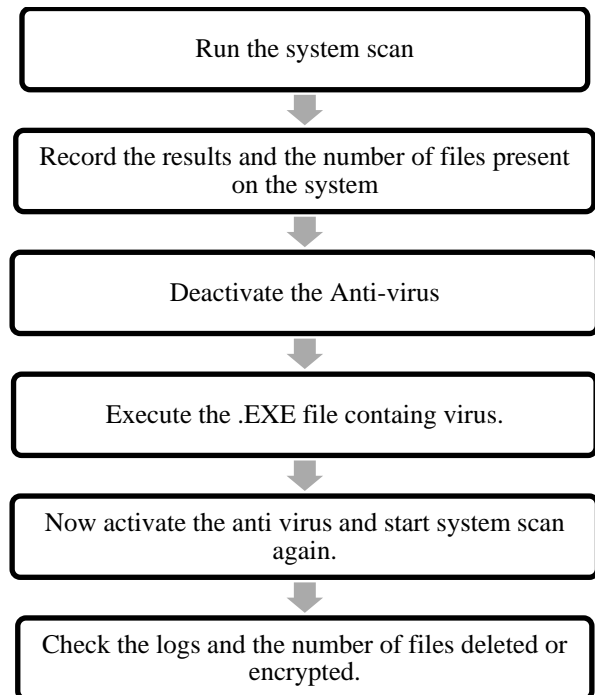 Run the system scan
Record the results and the number of files present
on the system
Deactivate the Anti-virus
Execute the .EXE file containg virus.
Now activate the anti virus and start system scan
again.
Check the logs and the number of files deleted or
encrypted.